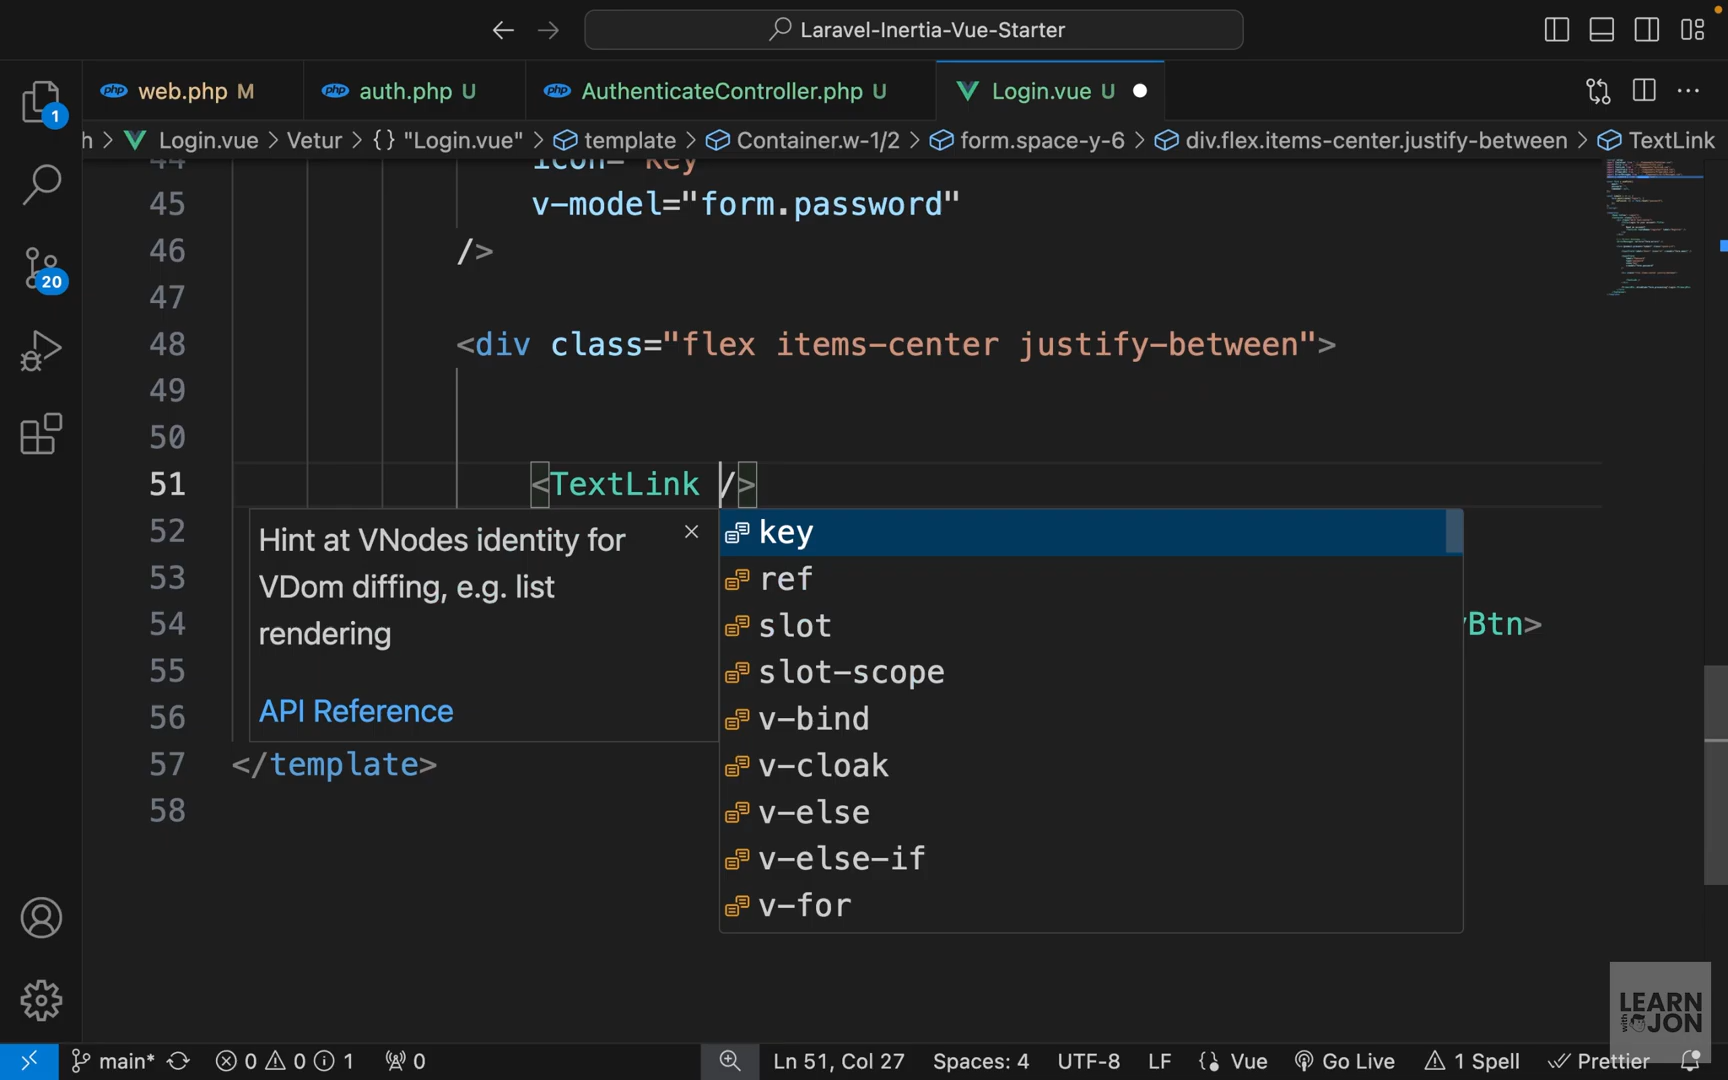 Laravel-Inertia-Vue-Starter
web.php M
auth.php U
AuthenticateController.php U
Login.vue U
h > Login.vue > Vetur > {} "Login.vue" > template > Container.w-1/2 > form.space-y-6 > div.flex.items-center.justify-between > TextLink
44 icon="key"
45 v-model="form.password"
46 />
47
48 <div class="flex items-center justify-between">
49
50
51 <TextLink />
52
53
54 Btn>
55
56
57 </template>
58
Hint at VNodes identity for
VDom diffing, e.g. list
rendering
API Reference
key
ref
slot
slot-scope
v-bind
v-cloak
v-else
v-else-if
v-for
1
20
LEARN
with JON
main* 0 0 1 0 Ln 51, Col 27 Spaces: 4 UTF-8 LF {} Vue Go Live 1 Spell Prettier